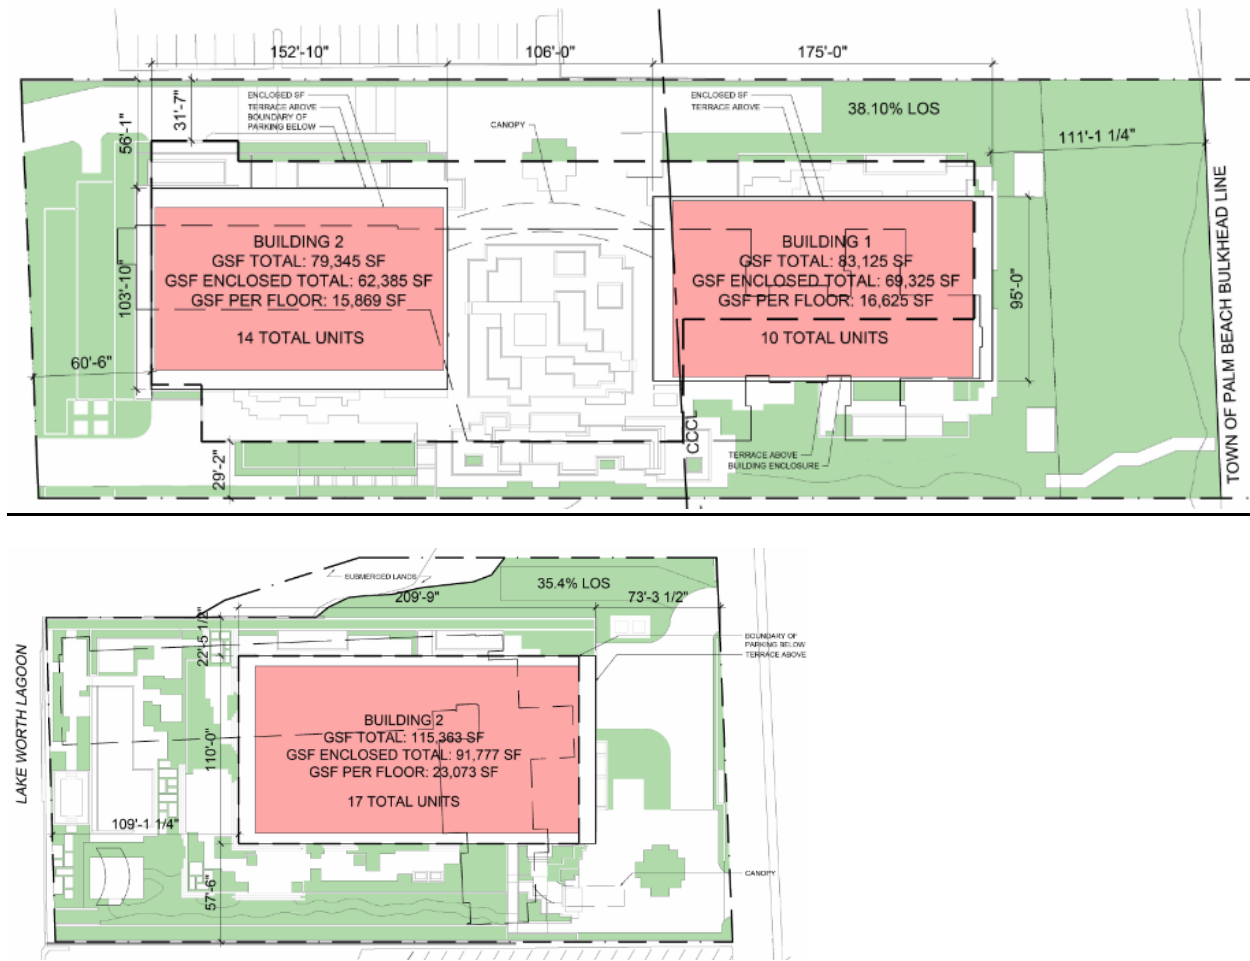 152'-10"
106'-0"
175'-0"
ENCLOSED SF
TERRACE ABOVE
BOUNDARY OF
PARKING BELOW
31'-7"
56'-1"
CANOPY
ENCLOSED SF
TERRACE ABOVE
38.10% LOS
111'-1 1/4"
TOWN OF PALM BEACH BULKHEAD LINE
BUILDING 2
GSF TOTAL: 79,345 SF
GSF ENCLOSED TOTAL: 62,385 SF
GSF PER FLOOR: 15,869 SF
14 TOTAL UNITS
103'-10"
60'-6"
29'-2"
BUILDING 1
GSF TOTAL: 83,125 SF
GSF ENCLOSED TOTAL: 69,325 SF
GSF PER FLOOR: 16,625 SF
10 TOTAL UNITS
95'-0"
CCCL
TERRACE ABOVE
BUILDING ENCLOSURE
SUBMERGED LANDS
35.4% LOS
209'-9"
73'-3 1/2"
22'-5 1/2"
BOUNDARY OF
PARKING BELOW
TERRACE ABOVE
LAKE WORTH LAGOON
BUILDING 2
GSF TOTAL: 115,363 SF
GSF ENCLOSED TOTAL: 91,777 SF
GSF PER FLOOR: 23,073 SF
17 TOTAL UNITS
110'-0"
109'-1 1/4"
57'-6"
CANOPY